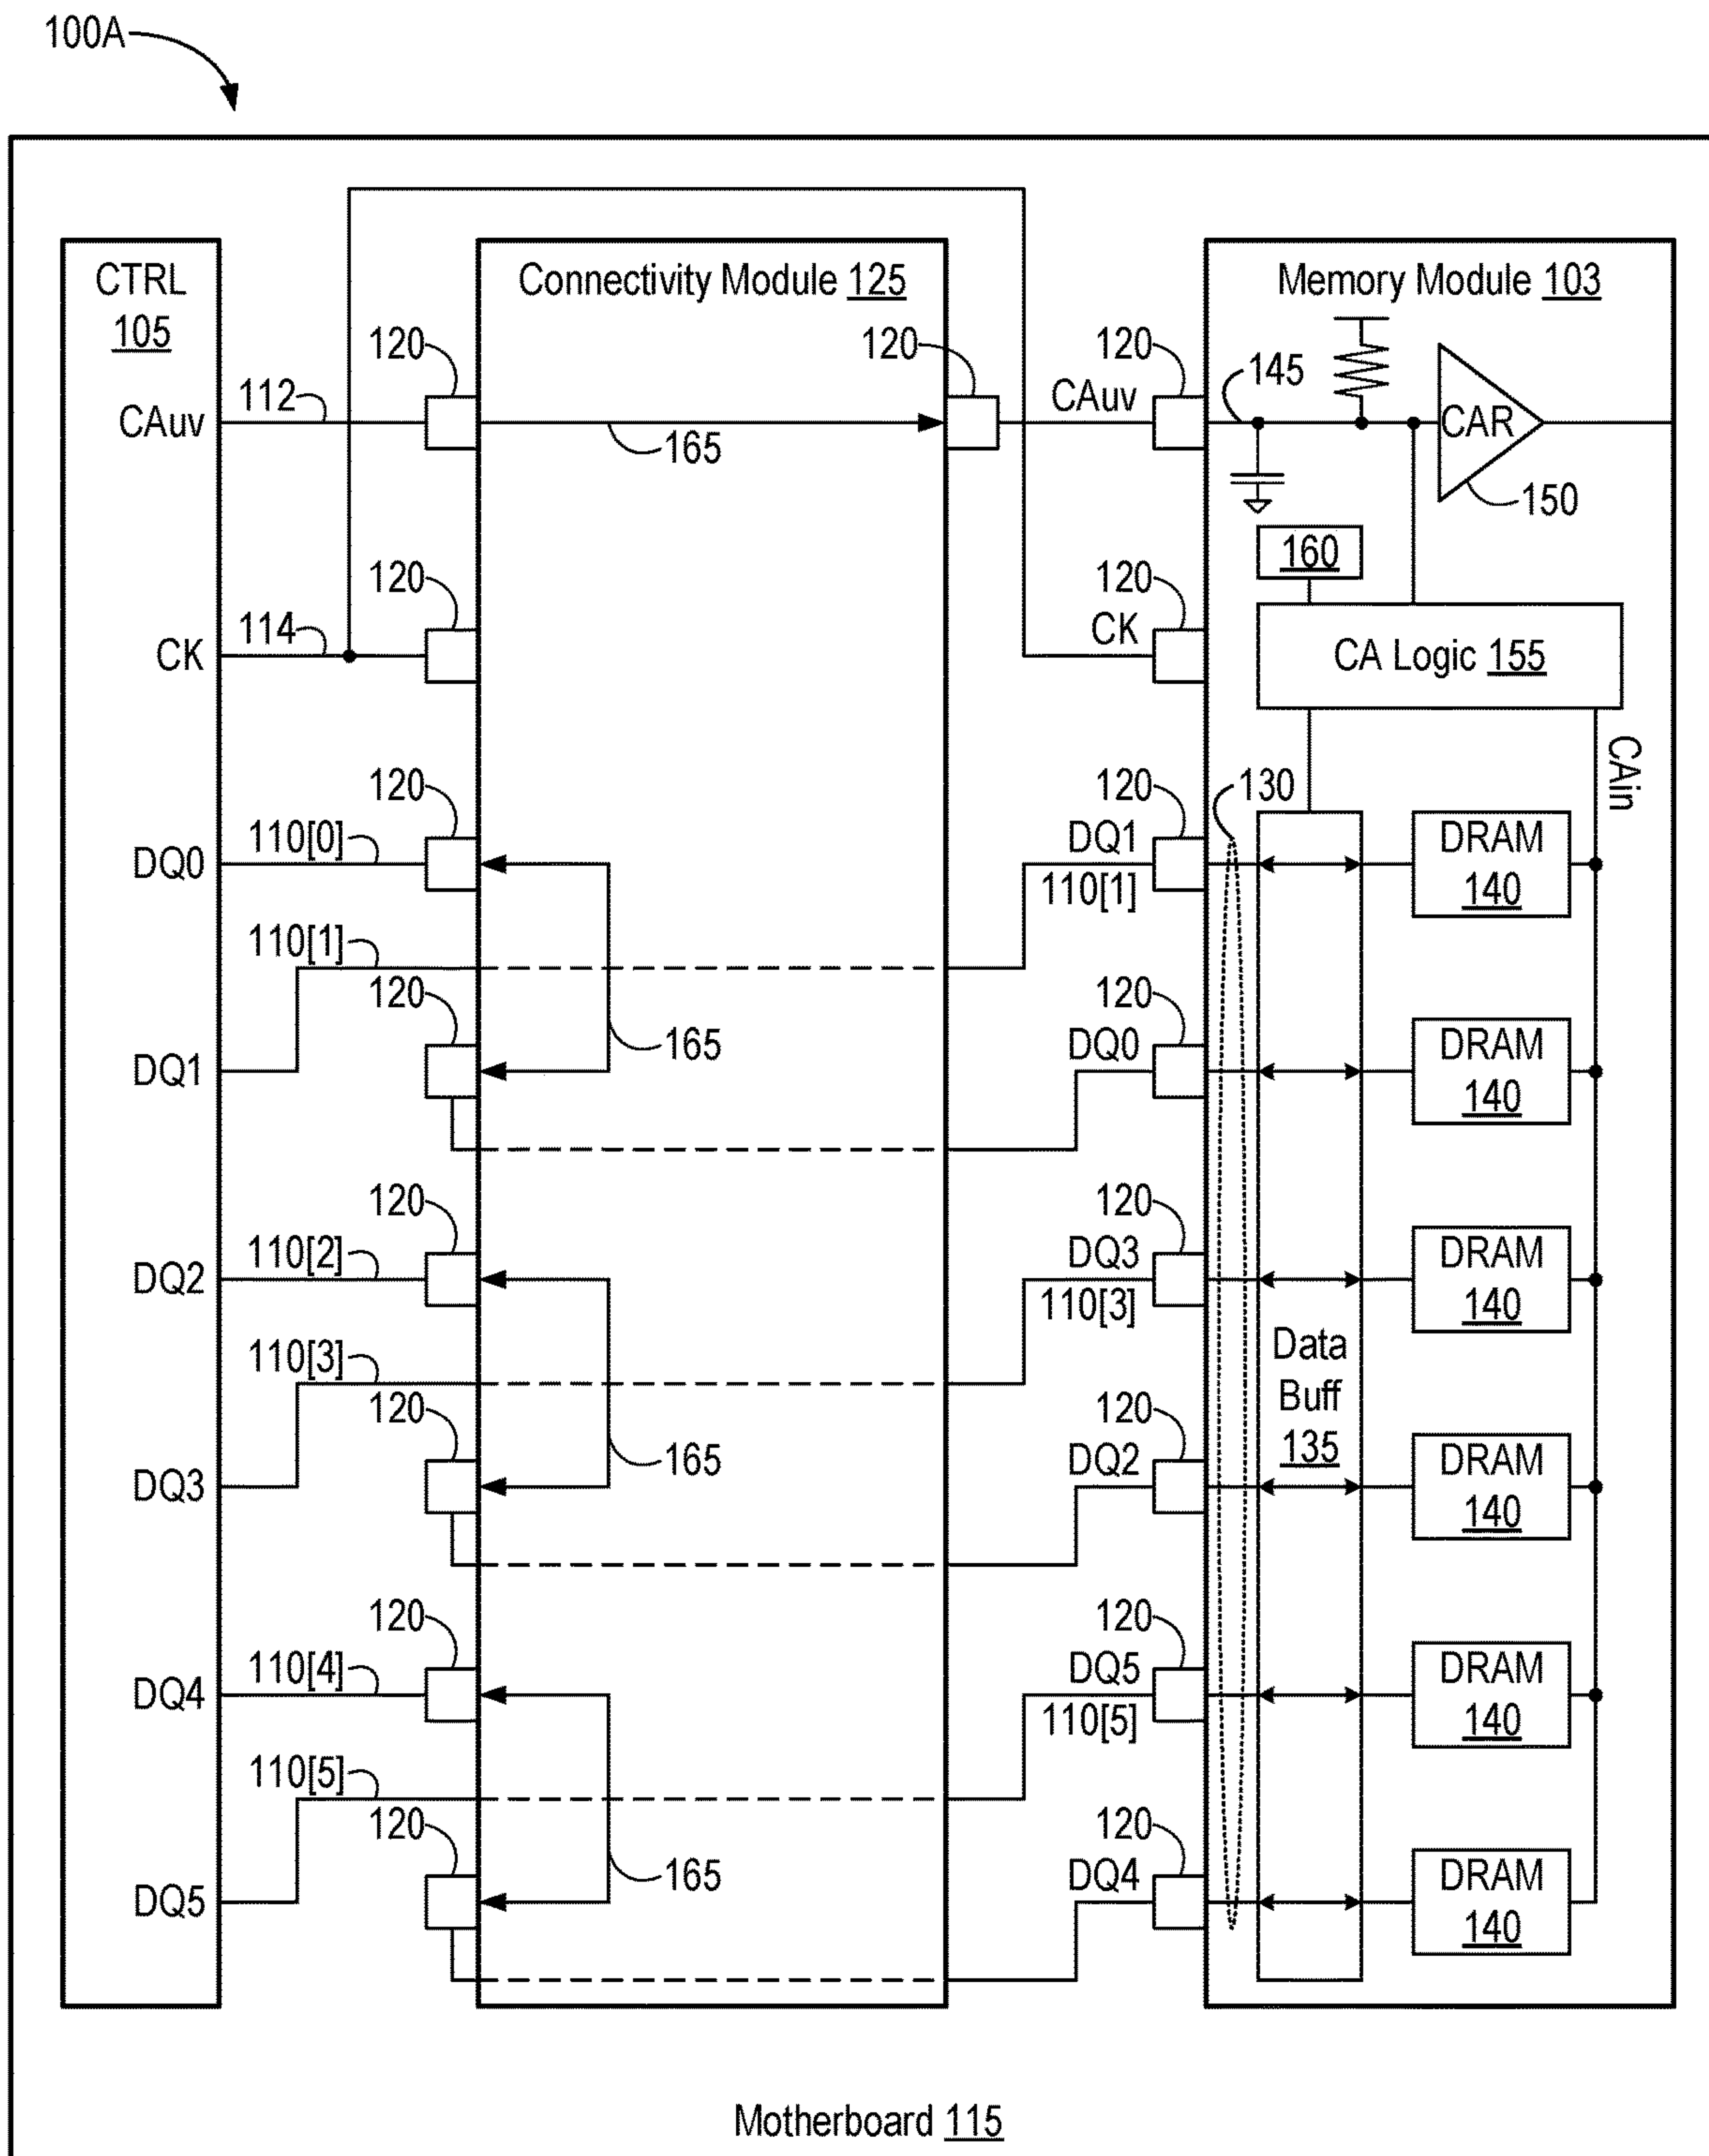 100A
CTRL
105
Connectivity Module 125
Memory Module 103
120
120
120
145
CAuv
112
CAuv
CAR
165
150
160
120
120
CK
114
CK
CA Logic 155
CAin
120
120
130
DQ0
110[0]
DQ1
110[1]
DRAM
140
110[1]
120
120
DQ1
165
DQ0
DRAM
140
120
120
DQ2
110[2]
DQ3
110[3]
DRAM
140
Data
Buff
135
110[3]
120
120
DQ3
165
DQ2
DRAM
140
120
120
DQ4
110[4]
DQ5
110[5]
DRAM
140
110[5]
120
120
DQ5
165
DQ4
DRAM
140
Motherboard 115